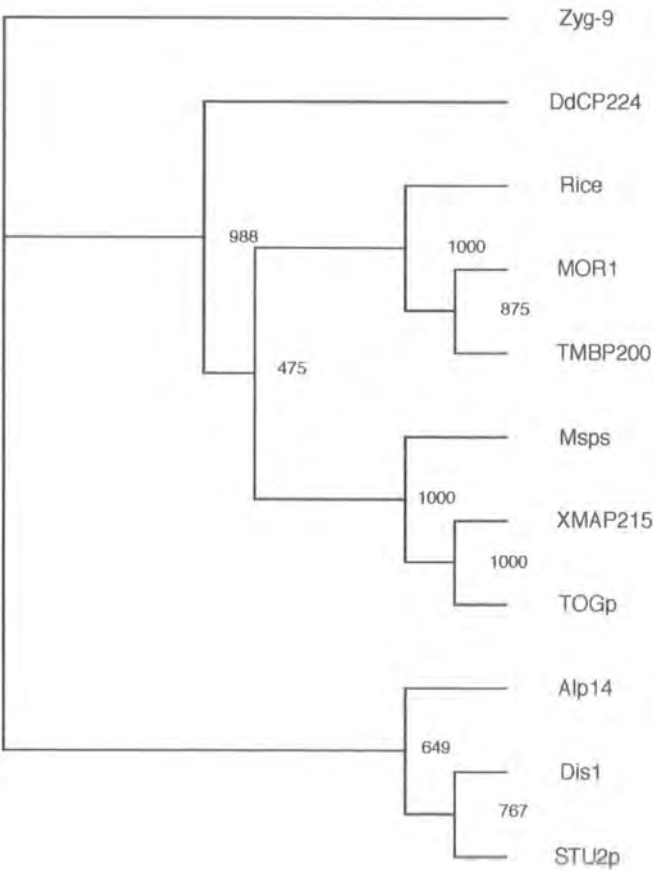 Zyg-9
DdCP224
Rice
988
1000
MOR1
875
TMBP200
475
Msps
1000
XMAP215
1000
TOGp
Alp14
649
Dis1
767
STU2p